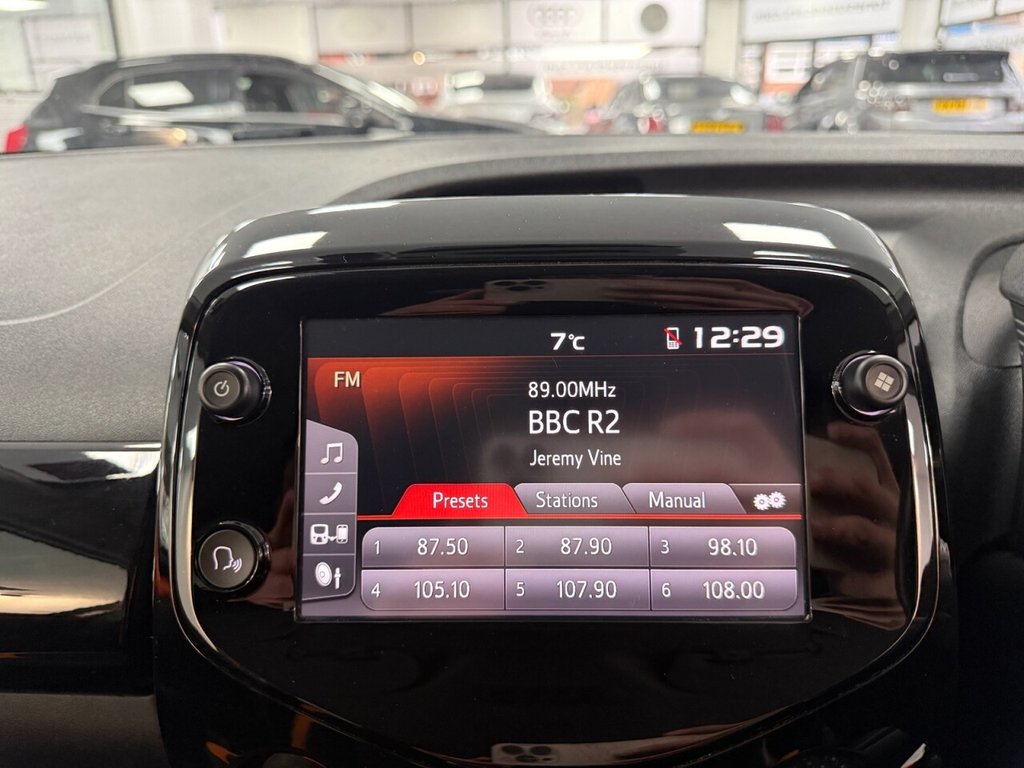 7°C
12:29
FM
89.00MHz
BBC R2
Jeremy Vine
Presets Stations Manual
1 87.50 2 87.90 3 98.10
4 105.10 5 107.90 6 108.00